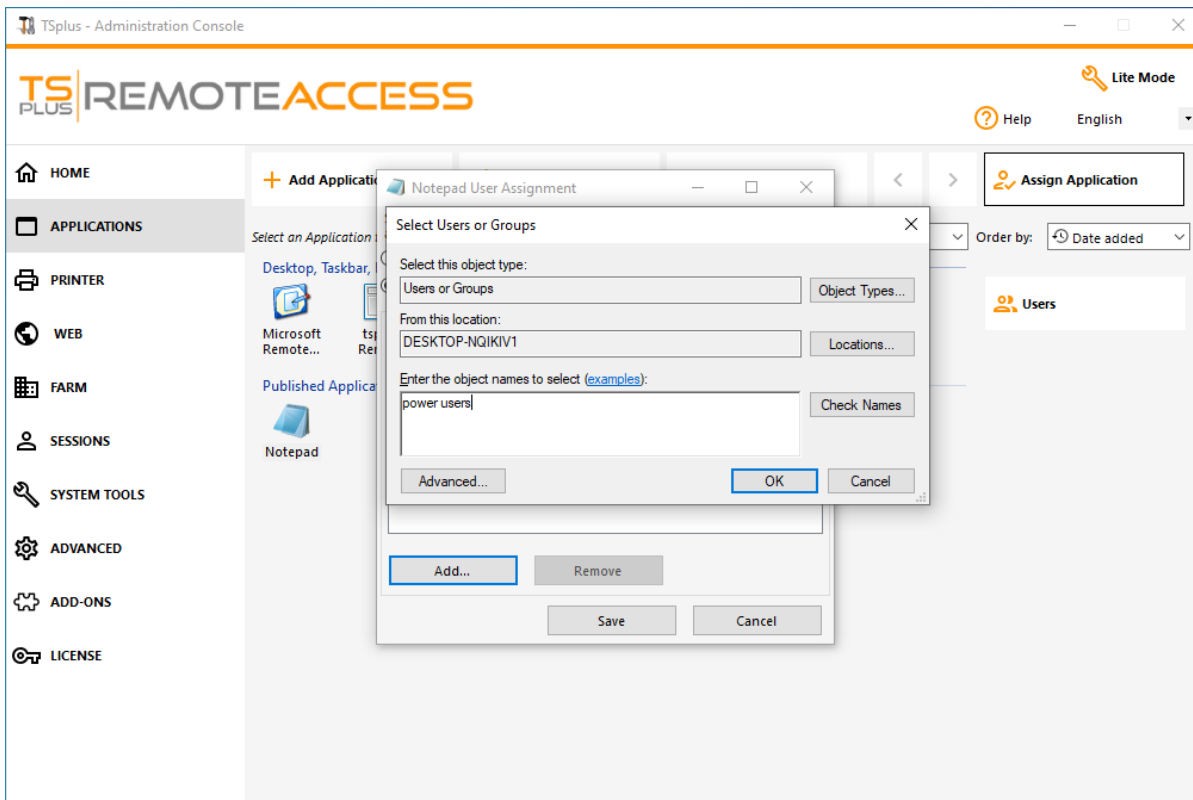 TSplus - Administration Console
TS PLUS REMOTEACCESS
Lite Mode
Help
English
HOME
APPLICATIONS
PRINTER
WEB
FARM
SESSIONS
SYSTEM TOOLS
ADVANCED
ADD-ONS
LICENSE
Add
Assign Application
Select an Application
Order by:
Date added
Desktop, Taskbar,
Microsoft
Remote...
Published
Notepad
Users
Notepad User Assignment
Select Users or Groups
Select this object type:
Users or Groups
Object Types...
From this location:
DESKTOP-NQIKIV1
Locations...
Enter the object names to select (examples):
power users
Check Names
Advanced...
OK
Cancel
Add...
Remove
Save
Cancel